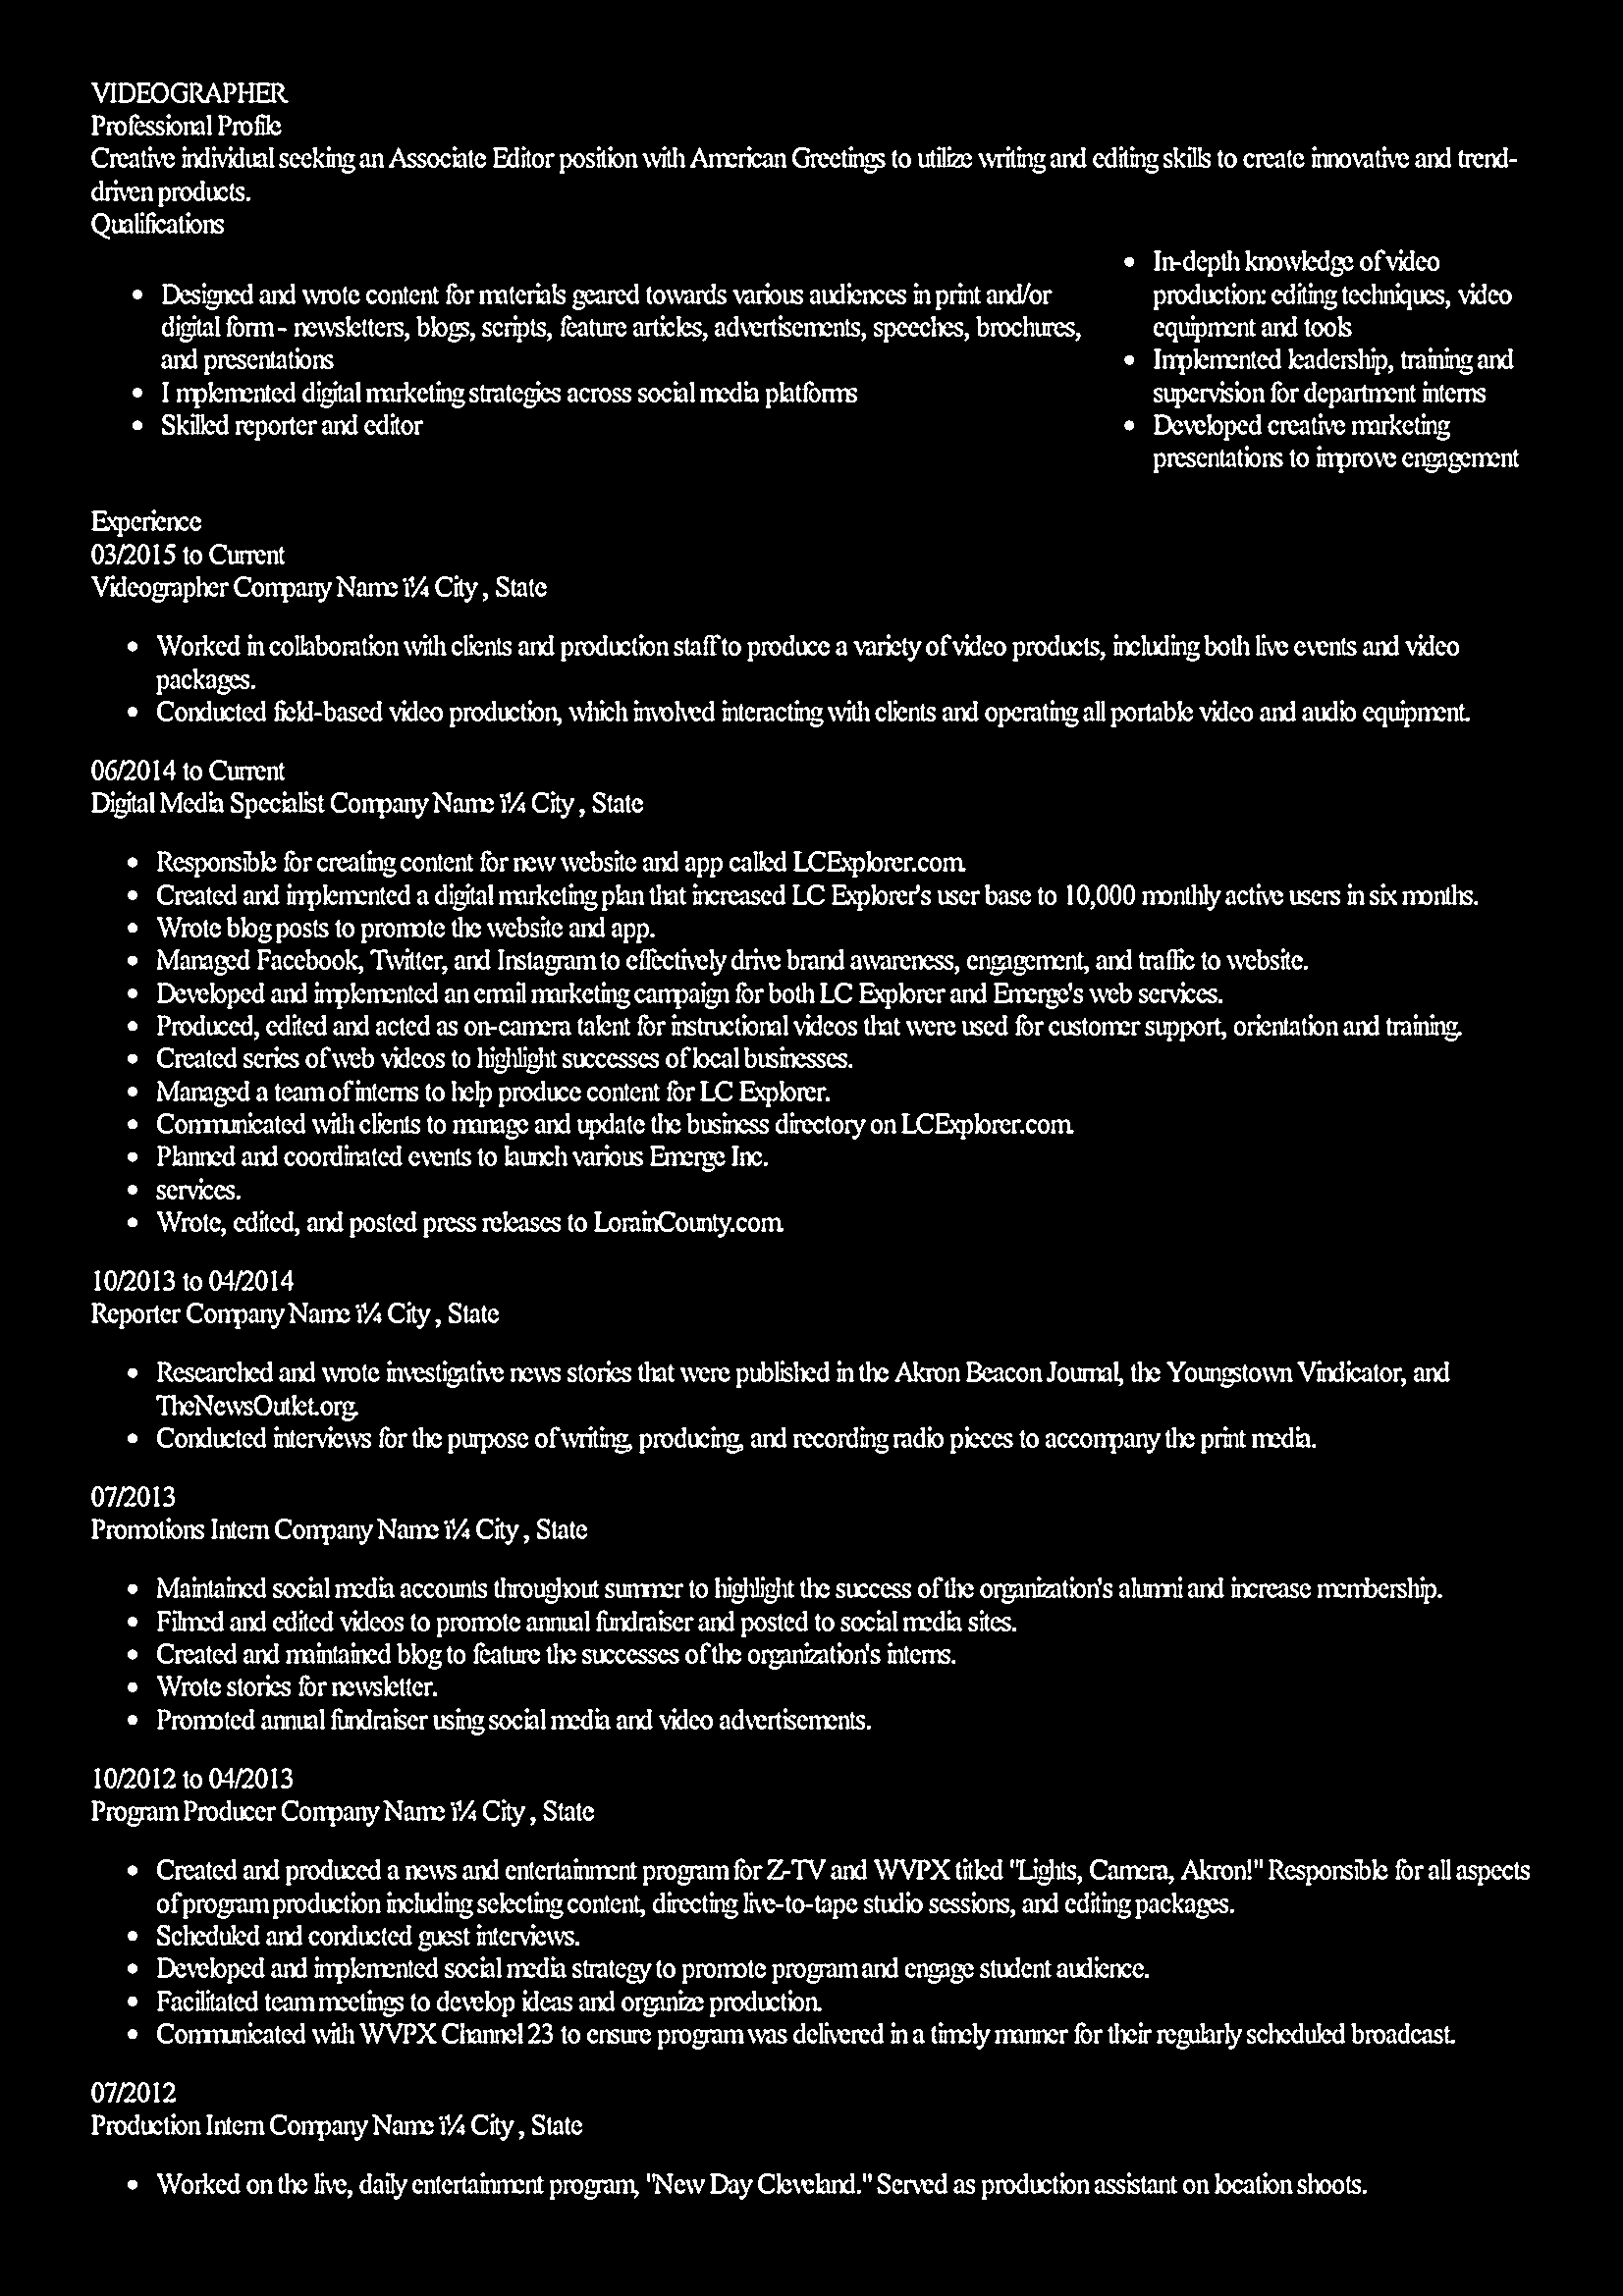 VIDEOGRAPHER
Professional Profile
Creative individual seeking an Associate Editor position with American Greetings to utilize writing and editing skills to create innovative and trend-
driven products.
Qualifications
• Designed and wrote content for materials geared towards various audiences in print and/or
digital form - newsletters, blogs, scripts, feature articles, advertisements, speeches, brochures,
and presentations
• I mplemented digital marketing strategies across social media platforms
• Skilled reporter and editor
• In-depth knowledge of video
production: editing techniques, video
equipment and tools
• Implemented leadership, training and
supervision for department interns
• Developed creative marketing
presentations to improve engagement
Experience
03/2015 to Current
Videographer Company Name ï¼ City , State
• Worked in collaboration with clients and production staff to produce a variety of video products, including both live events and video
packages.
• Conducted field-based video production, which involved interacting with clients and operating all portable video and audio equipment.
06/2014 to Current
Digital Media Specialist Company Name ï¼ City , State
• Responsible for creating content for new website and app called LCExplorer.com.
• Created and implemented a digital marketing plan that increased LC Explorer's user base to 10,000 monthly active users in six months.
• Wrote blog posts to promote the website and app.
• Managed Facebook, Twitter, and Instagram to effectively drive brand awareness, engagement, and traffic to website.
• Developed and implemented an email marketing campaign for both LC Explorer and Emerge's web services.
• Produced, edited and acted as on-camera talent for instructional videos that were used for customer support, orientation and training.
• Created series of web videos to highlight successes of local businesses.
• Managed a team of interns to help produce content for LC Explorer.
• Communicated with clients to manage and update the business directory on LCExplorer.com.
• Planned and coordinated events to launch various Emerge Inc.
• services.
• Wrote, edited, and posted press releases to LorainCounty.com.
10/2013 to 04/2014
Reporter Company Name ï¼ City , State
• Researched and wrote investigative news stories that were published in the Akron Beacon Journal, the Youngstown Vindicator, and
TheNewsOutlet.org.
• Conducted interviews for the purpose of writing, producing, and recording radio pieces to accompany the print media.
07/2013
Promotions Intern Company Name ï¼ City , State
• Maintained social media accounts throughout summer to highlight the success of the organization's alumni and increase membership.
• Filmed and edited videos to promote annual fundraiser and posted to social media sites.
• Created and maintained blog to feature the successes of the organization's interns.
• Wrote stories for newsletter.
• Promoted annual fundraiser using social media and video advertisements.
10/2012 to 04/2013
Program Producer Company Name ï¼ City , State
• Created and produced a news and entertainment program for Z-TV and WVPX titled "Lights, Camera, Akron!" Responsible for all aspects
of program production including selecting content, directing live-to-tape studio sessions, and editing packages.
• Scheduled and conducted guest interviews.
• Developed and implemented social media strategy to promote program and engage student audience.
• Facilitated team meetings to develop ideas and organize production.
• Communicated with WVPX Channel 23 to ensure program was delivered in a timely manner for their regularly scheduled broadcast.
07/2012
Production Intern Company Name ï¼ City , State
• Worked on the live, daily entertainment program, "New Day Cleveland." Served as production assistant on location shoots.